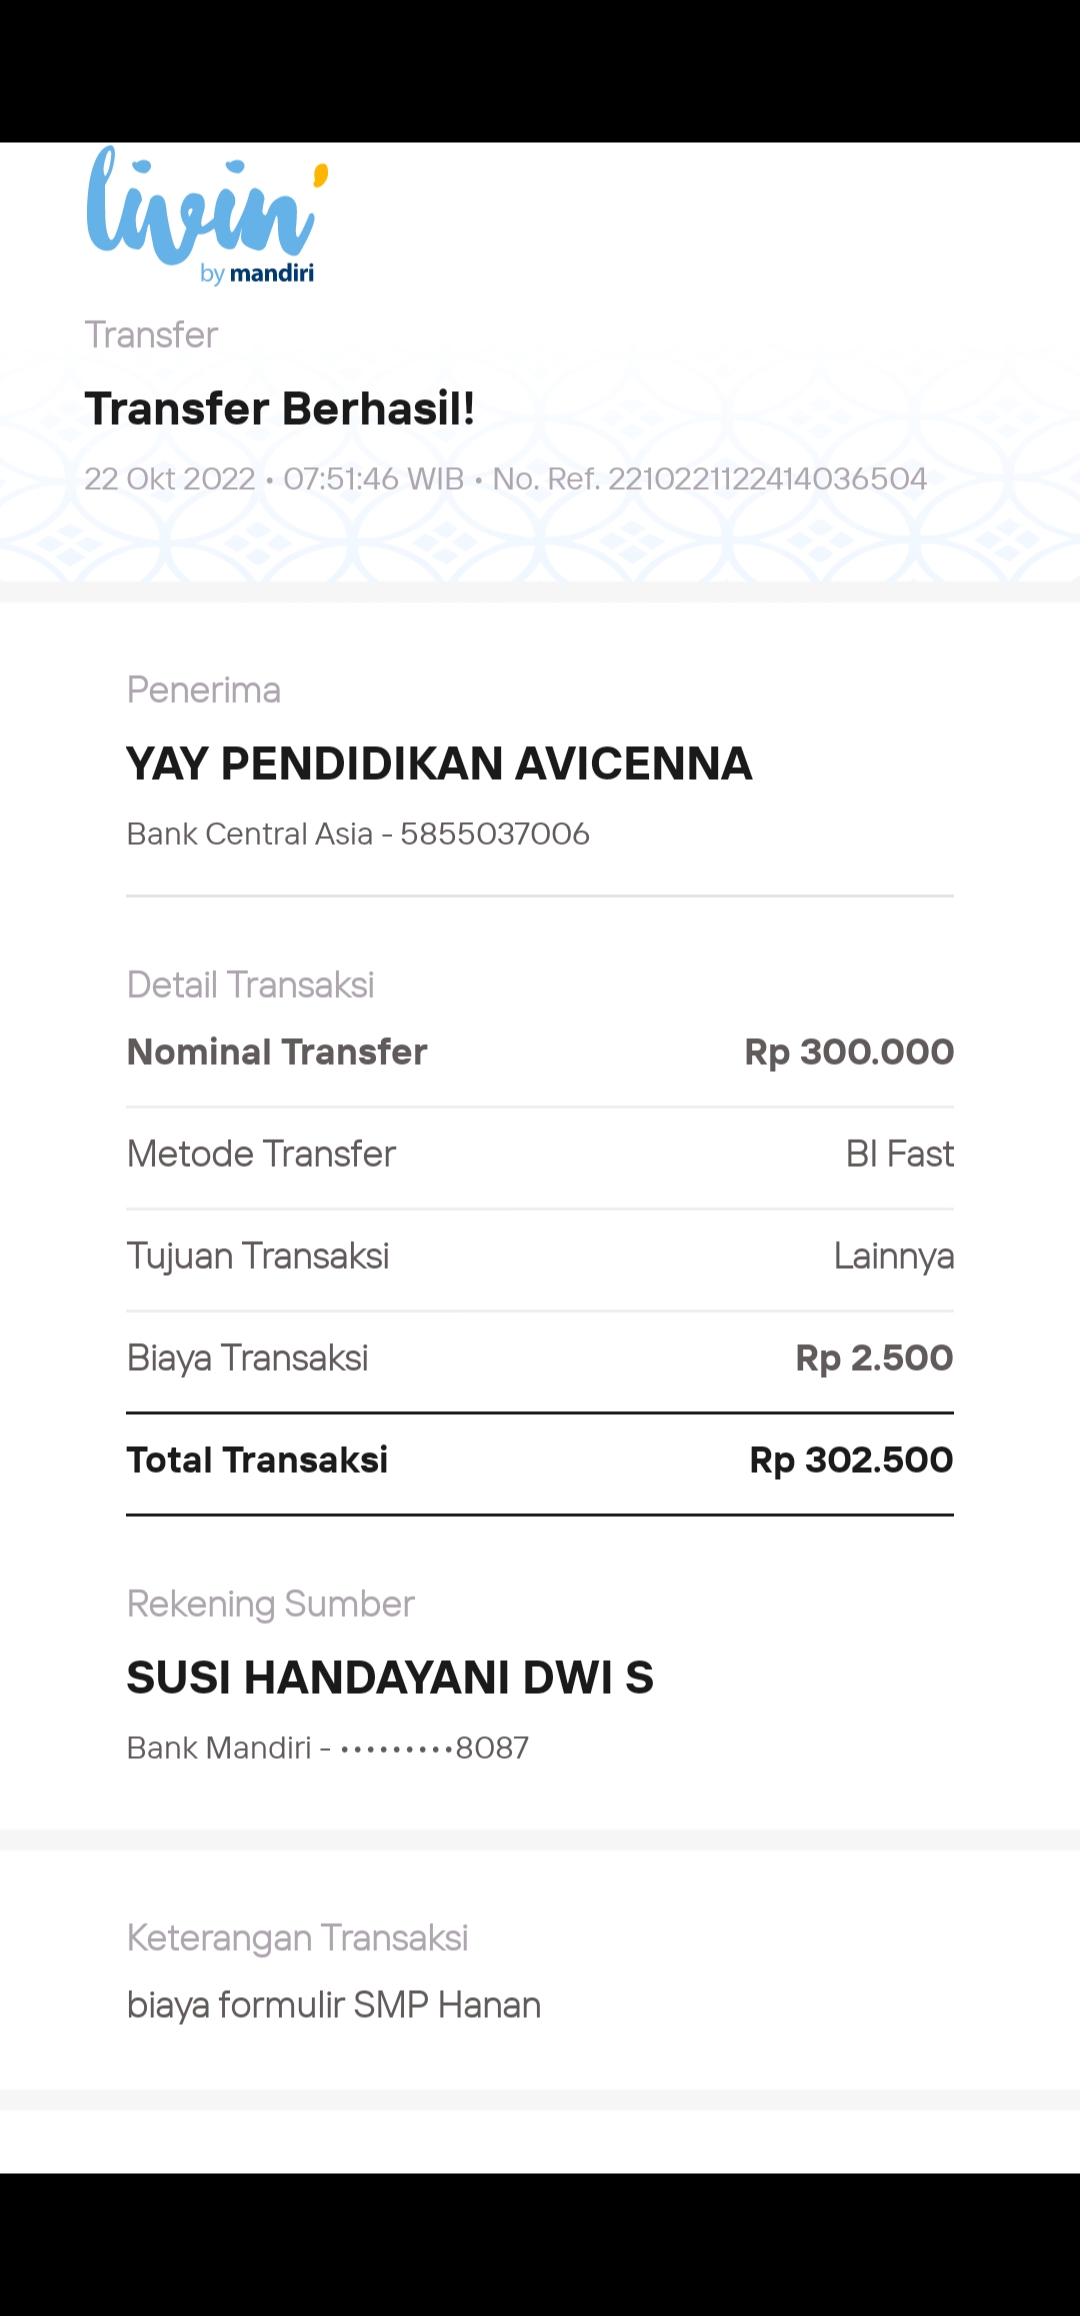 livin'
by mandiri
Transfer
Transfer Berhasil!
22 Okt 2022 • 07:51:46 WIB • No. Ref. 2210221122414036504
Penerima
YAY PENDIDIKAN AVICENNA
Bank Central Asia - 5855037006
Detail Transaksi
Nominal Transfer Rp 300.000
Metode Transfer BI Fast
Tujuan Transaksi Lainnya
Biaya Transaksi Rp 2.500
Total Transaksi Rp 302.500
Rekening Sumber
SUSI HANDAYANI DWI S
Bank Mandiri - •••••••••8087
Keterangan Transaksi
biaya formulir SMP Hanan